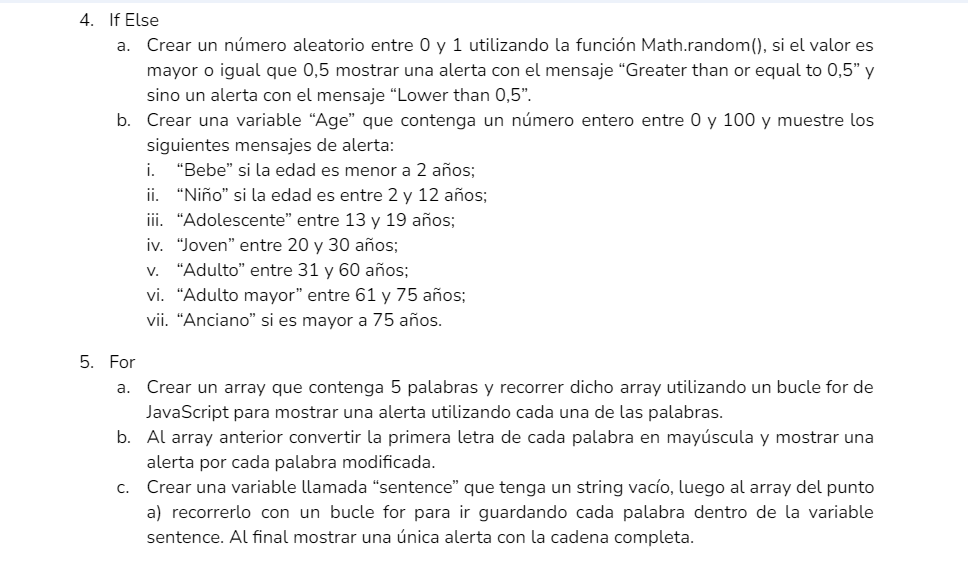 4. If Else
a. Crear un número aleatorio entre 0 y 1 utilizando la función Math.random(), si el valor es
mayor o igual que 0,5 mostrar una alerta con el mensaje “Greater than or equal to 0,5” y
sino un alerta con el mensaje “Lower than 0,5”.
b. Crear una variable “Age” que contenga un número entero entre 0 y 100 y muestre los
siguientes mensajes de alerta:
i. “Bebe” si la edad es menor a 2 años;
ii. “Niño” si la edad es entre 2 y 12 años;
iii. “Adolescente” entre 13 y 19 años;
iv. “Joven” entre 20 y 30 años;
v. “Adulto” entre 31 y 60 años;
vi. “Adulto mayor” entre 61 y 75 años;
vii. “Anciano” si es mayor a 75 años.
5. For
a. Crear un array que contenga 5 palabras y recorrer dicho array utilizando un bucle for de
JavaScript para mostrar una alerta utilizando cada una de las palabras.
b. Al array anterior convertir la primera letra de cada palabra en mayúscula y mostrar una
alerta por cada palabra modificada.
c. Crear una variable llamada “sentence” que tenga un string vacío, luego al array del punto
a) recorrerlo con un bucle for para ir guardando cada palabra dentro de la variable
sentence. Al final mostrar una única alerta con la cadena completa.